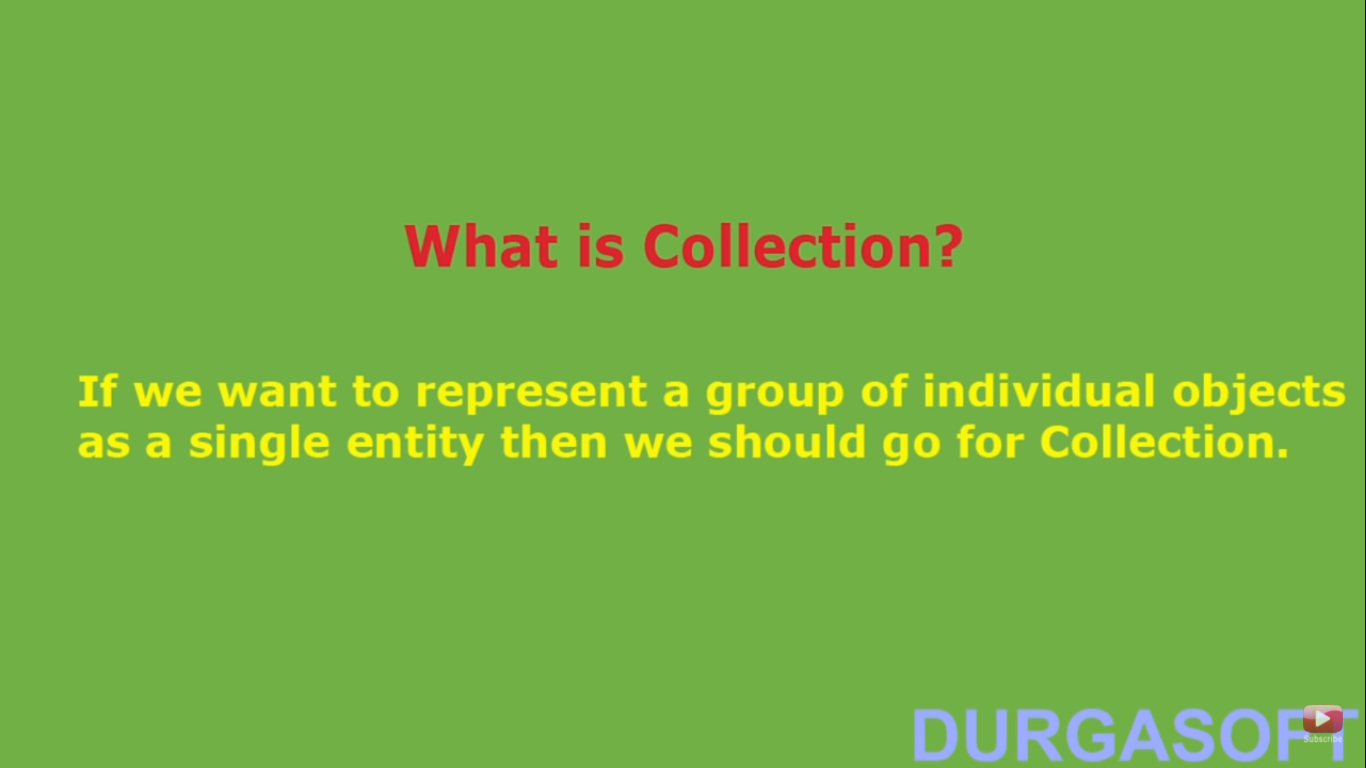 What is Collection?
If we want to represent a group of individual objects
as a single entity then we should go for Collection.
DURGASOFT
Subscribe